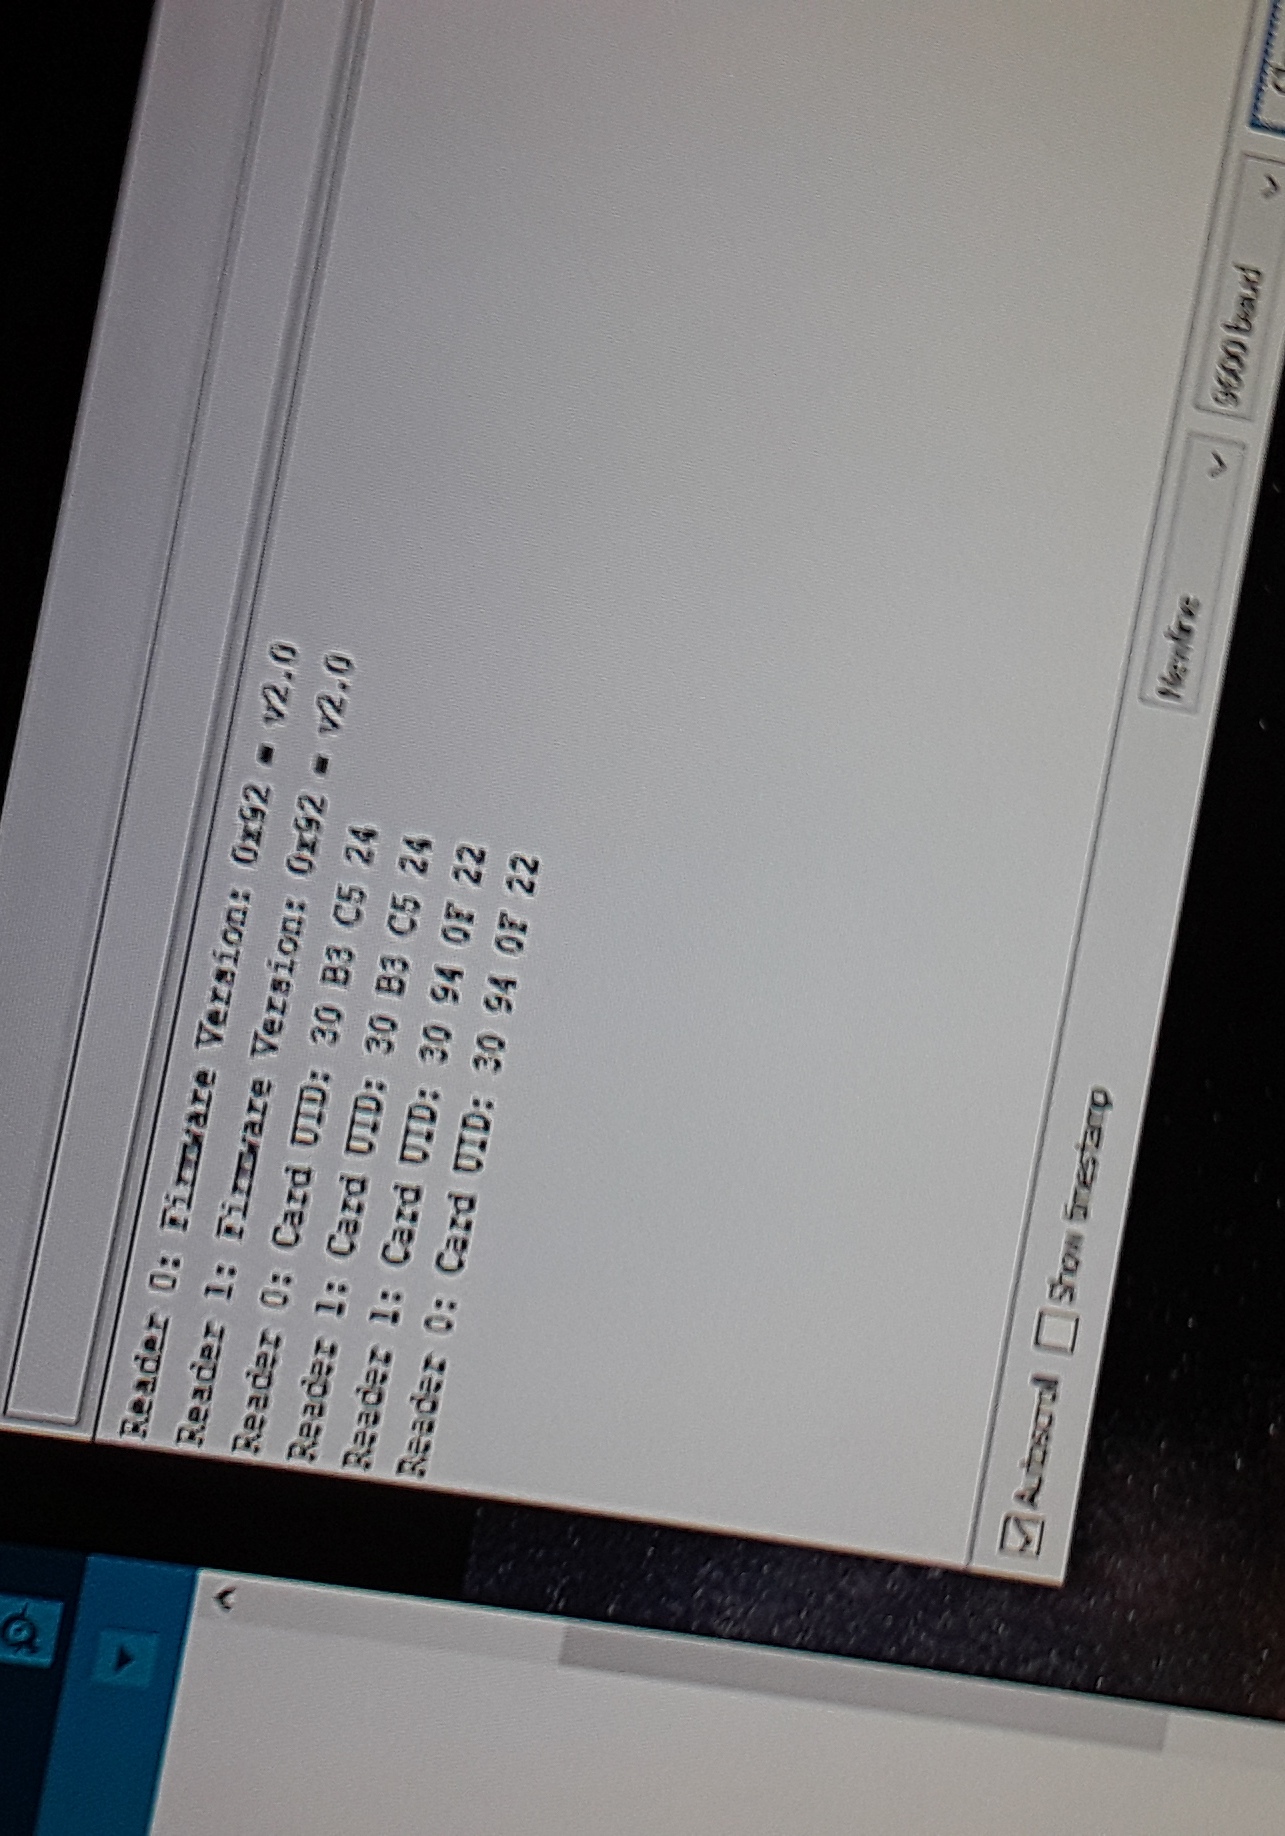 Reader 0: Firmware Version: 0x92 = v2.0
Reader 1: Firmware Version: 0x92 = v2.0
Reader 0: Card UID: 30 B3 C5 24
Reader 1: Card UID: 30 B3 C5 24
Reader 1: Card UID: 30 94 0F 22
Reader 0: Card UID: 30 94 0F 22
Autoscroll Show timestamp
Newline 9600 baud